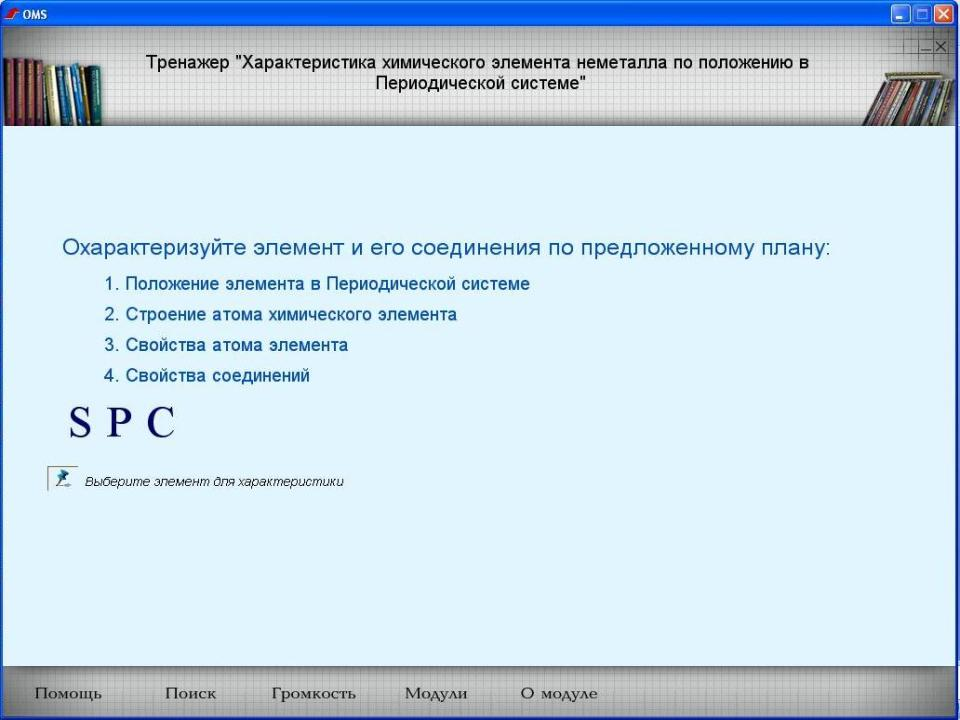 OMS
Тренажер "Характеристика химического элемента неметалла по положению в
Периодической системе"
Охарактеризуйте элемент и его соединения по предложенному плану:
1. Положение элемента в Периодической системе
2. Строение атома химического элемента
3. Свойства атома элемента
4. Свойства соединений
S P C
Выберите элемент для характеристики
Помощь Поиск Громкость Модули О модуле